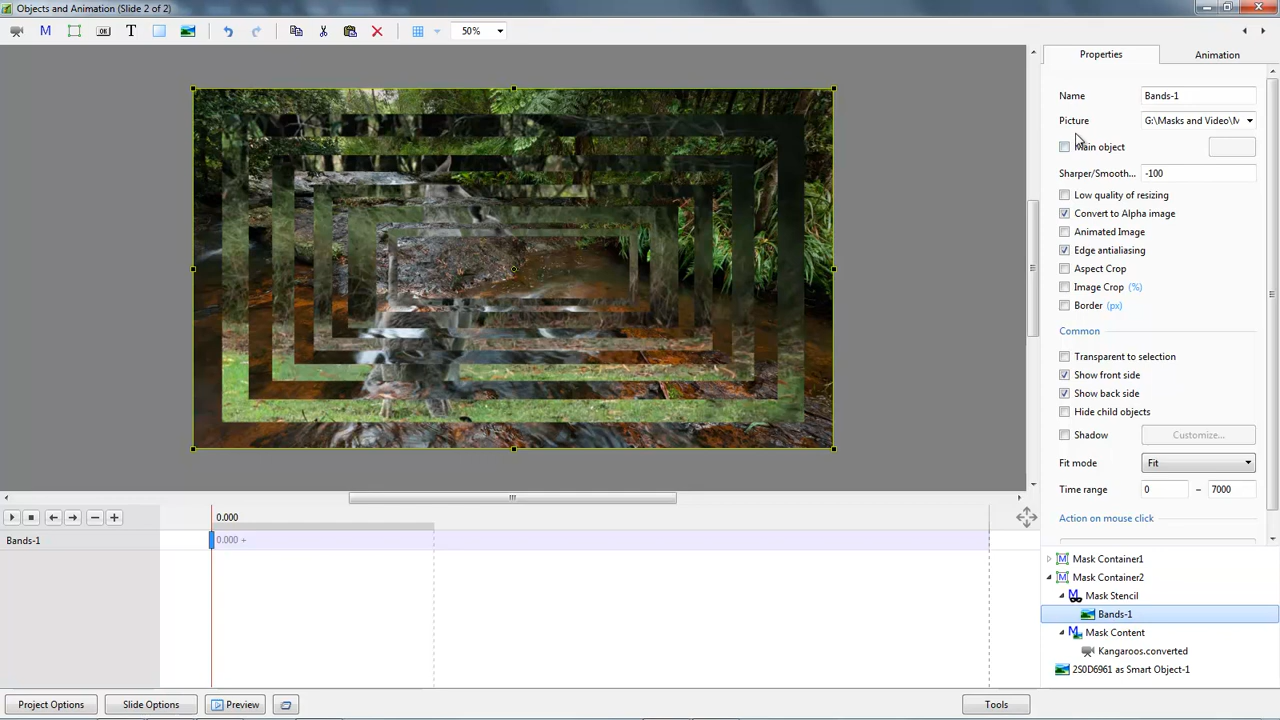 Objects and Animation (Slide 2 of 2)
M
OK
T
50%
Properties
Animation
Name
Bands-1
Picture
G:\Masks and Video\M
Main object
Sharper/Smooth...
-100
Low quality of resizing
Convert to Alpha image
Animated Image
Edge antialiasing
Aspect Crop
Image Crop (%)
Border (px)
Common
Transparent to selection
Show front side
Show back side
Hide child objects
Shadow
Customize...
Fit mode
Fit
Time range
0 – 7000
Action on mouse click
0.000
Bands-1
0.000 +
M Mask Container1
M Mask Container2
M Mask Stencil
Bands-1
M Mask Content
Kangaroos.converted
2S0D6961 as Smart Object-1
Project Options
Slide Options
Preview
Tools